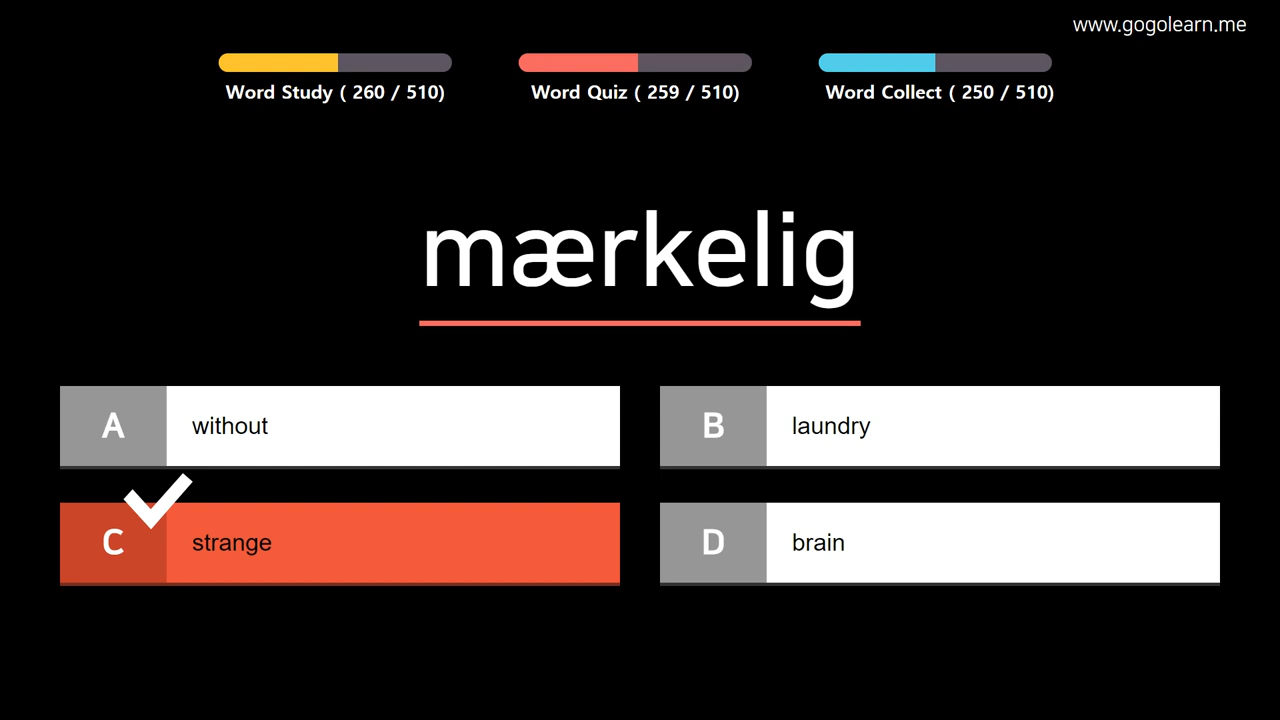 www.gogolearn.me
Word Study ( 260 / 510)
Word Quiz ( 259 / 510)
Word Collect ( 250 / 510)
mærkelig
A without
B laundry
C strange
D brain